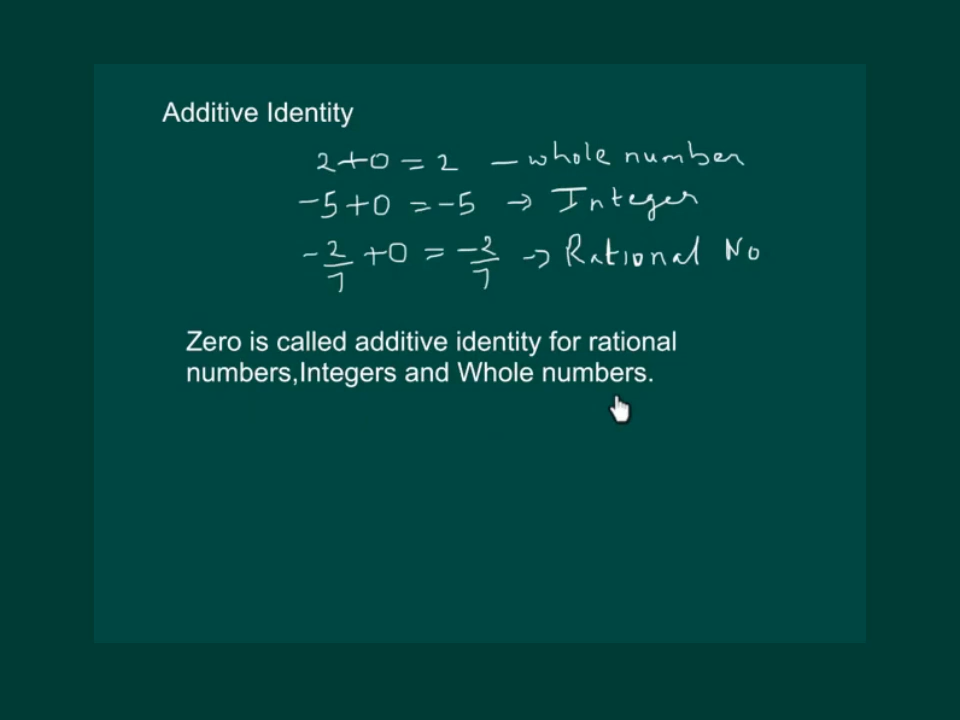 Additive Identity
2+0 = 2 – whole number
-5+0 = -5 → Integer
-2/7 +0 = -2/7 → Rational No
Zero is called additive identity for rational
numbers,Integers and Whole numbers.